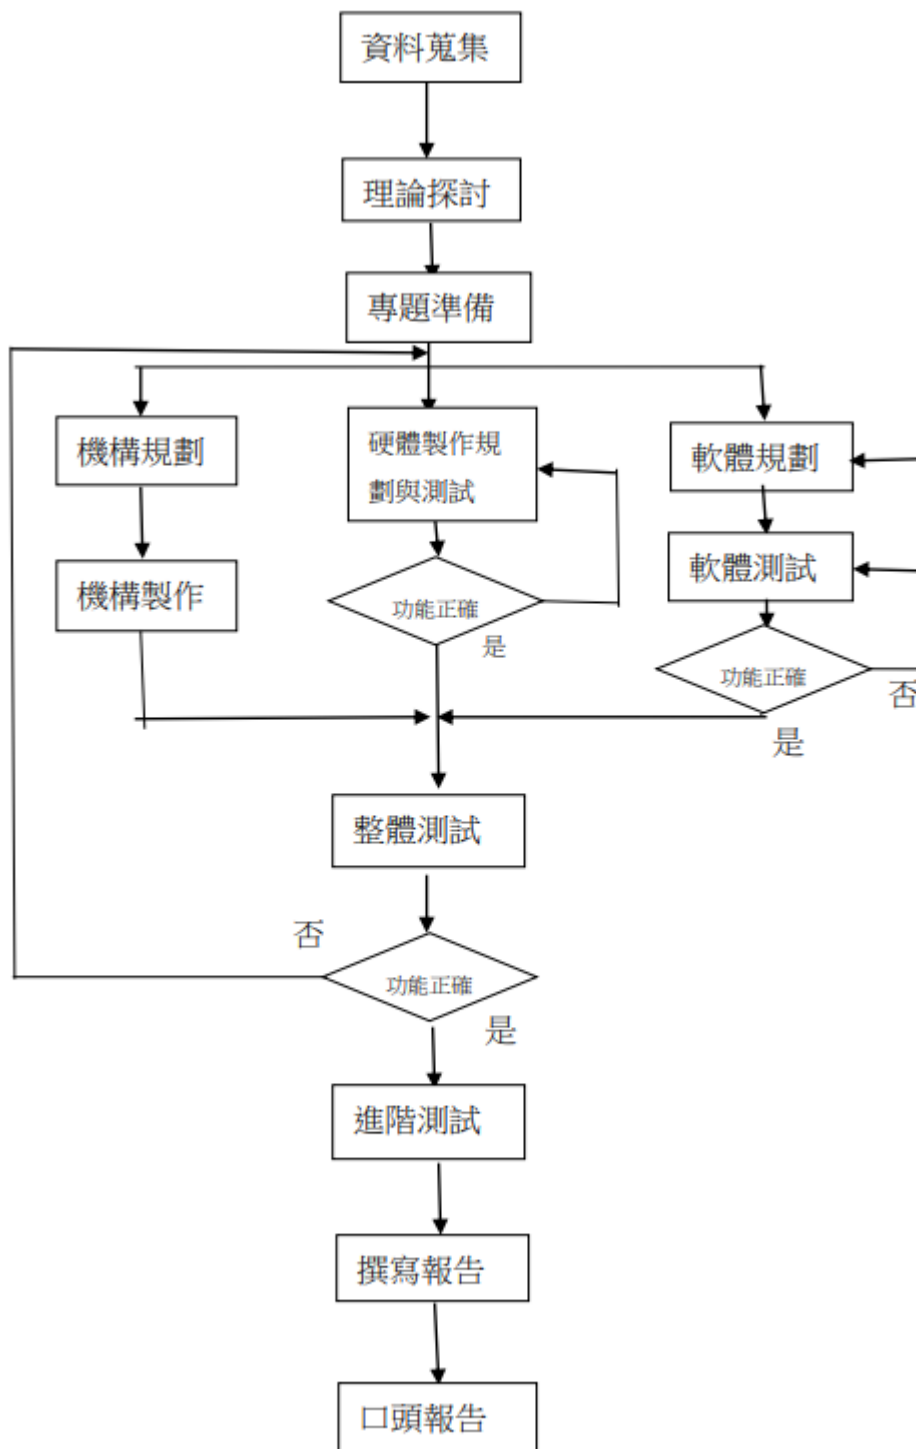 資料蒐集
理論探討
專題準備
機構規劃
硬體製作規
劃與測試
軟體規劃
機構製作
功能正確
是
軟體測試
功能正確
否
是
整體測試
否
功能正確
是
進階測試
撰寫報告
口頭報告